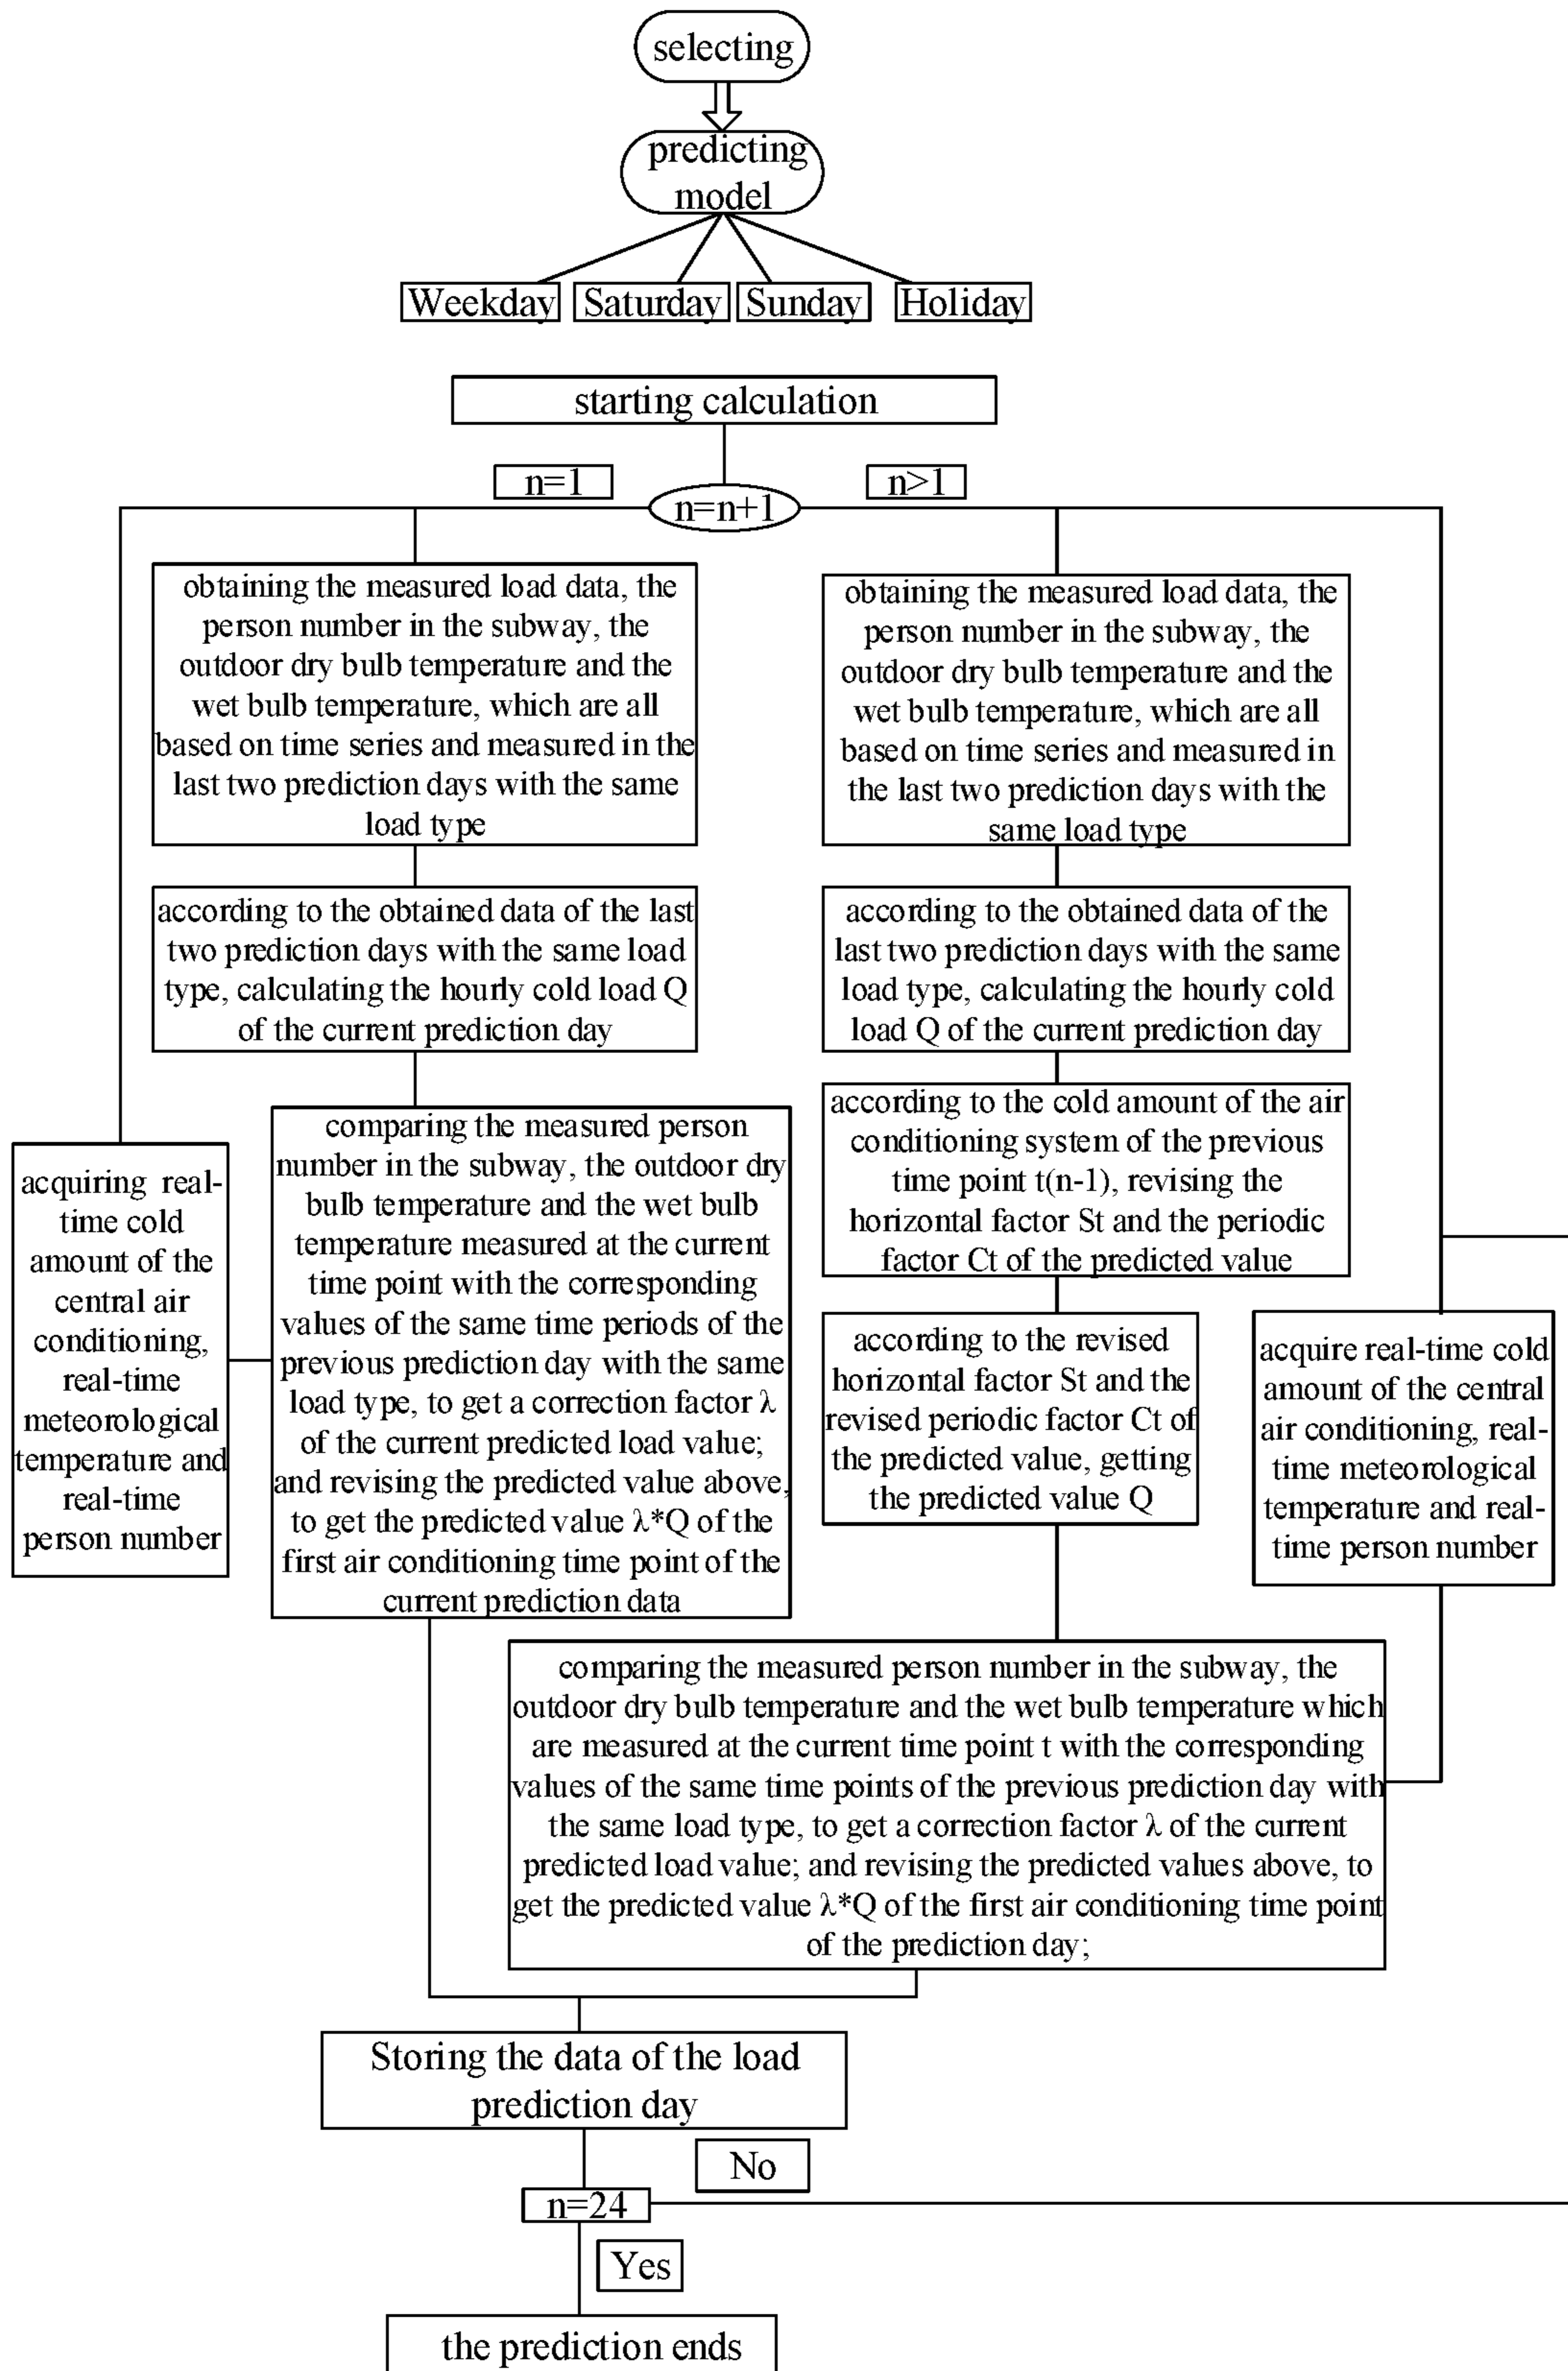 selecting
predicting
model
Weekday
Saturday
Sunday
Holiday
starting calculation
n=1
n>1
n=n+1
obtaining the measured load data, the
person number in the subway, the
outdoor dry bulb temperature and the
wet bulb temperature, which are all
based on time series and measured in the
last two prediction days with the same
load type
obtaining the measured load data, the
person number in the subway, the
outdoor dry bulb temperature and the
wet bulb temperature, which are all
based on time series and measured in
the last two prediction days with the
same load type
according to the obtained data of the last
two prediction days with the same load
type, calculating the hourly cold load Q
of the current prediction day
according to the obtained data of the
last two prediction days with the same
load type, calculating the hourly cold
load Q of the current prediction day
acquiring real-
time cold
amount of the
central air
conditioning,
real-time
meteorological
temperature and
real-time
person number
comparing the measured person
number in the subway, the outdoor dry
bulb temperature and the wet bulb
temperature measured at the current
time point with the corresponding
values of the same time periods of the
previous prediction day with the same
load type, to get a correction factor λ
of the current predicted load value;
and revising the predicted value above,
to get the predicted value λ*Q of the
first air conditioning time point of the
current prediction data
according to the cold amount of the air
conditioning system of the previous
time point t(n-1), revising the
horizontal factor St and the periodic
factor Ct of the predicted value
according to the revised
horizontal factor St and the
revised periodic factor Ct of
the predicted value, getting
the predicted value Q
acquire real-time cold
amount of the central
air conditioning, real-
time meteorological
temperature and real-
time person number
comparing the measured person number in the subway, the
outdoor dry bulb temperature and the wet bulb temperature which
are measured at the current time point t with the corresponding
values of the same time points of the previous prediction day with
the same load type, to get a correction factor λ of the current
predicted load value; and revising the predicted values above, to
get the predicted value λ*Q of the first air conditioning time point
of the prediction day;
Storing the data of the load
prediction day
No
n=24
Yes
the prediction ends